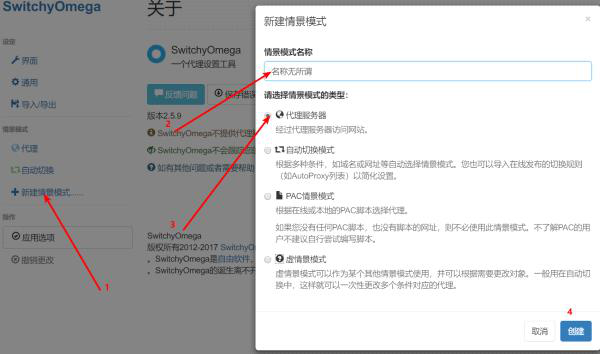 SwitchyOmega
设定
界面
通用
导入/导出
情景模式
代理
自动切换
新建情景模式……
操作
应用选项
撤销更改
1
关于
SwitchyOmega
一个代理设置工具
反馈问题
保存错误
版本2.5.9
2
SwitchyOmega不提供代理
SwitchyOmega不会跟踪
如有其他问题或者需要帮助
3
SwitchyOmega
版权所有2012-2017 SwitchyO
。SwitchyOmega是自由软件。
。SwitchyOmega的诞生离不开
新建情景模式
×
情景模式名称
名称无所谓
请选择情景模式的类型：
代理服务器
经过代理服务器访问网站。
自动切换模式
根据多种条件，如域名或网址等自动选择情景模式。您也可以导入在线发布的切换规则
（如AutoProxy列表）以简化设置。
PAC情景模式
根据在线或本地的PAC脚本选择代理。
如果您没有任何PAC脚本，也没有脚本的网址，则不必使用此情景模式。不了解PAC的用
户不建议自行尝试编写脚本。
虚情景模式
虚情景模式可以作为某个其他情景模式使用，并可以根据需要更改对象。一般用在自动切
换中，这样就可以一次性更改多个条件对应的代理。
4
取消
创建